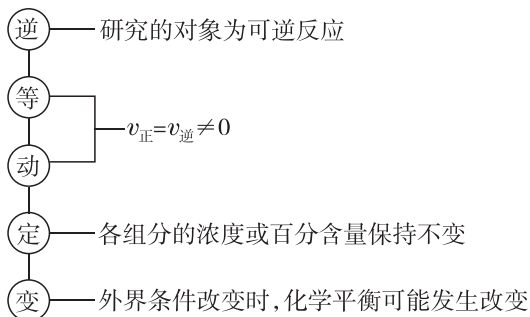 逆 研究的对象为可逆反应
等
v正=v逆≠0
动
定 各组分的浓度或百分含量保持不变
变 外界条件改变时,化学平衡可能发生改变